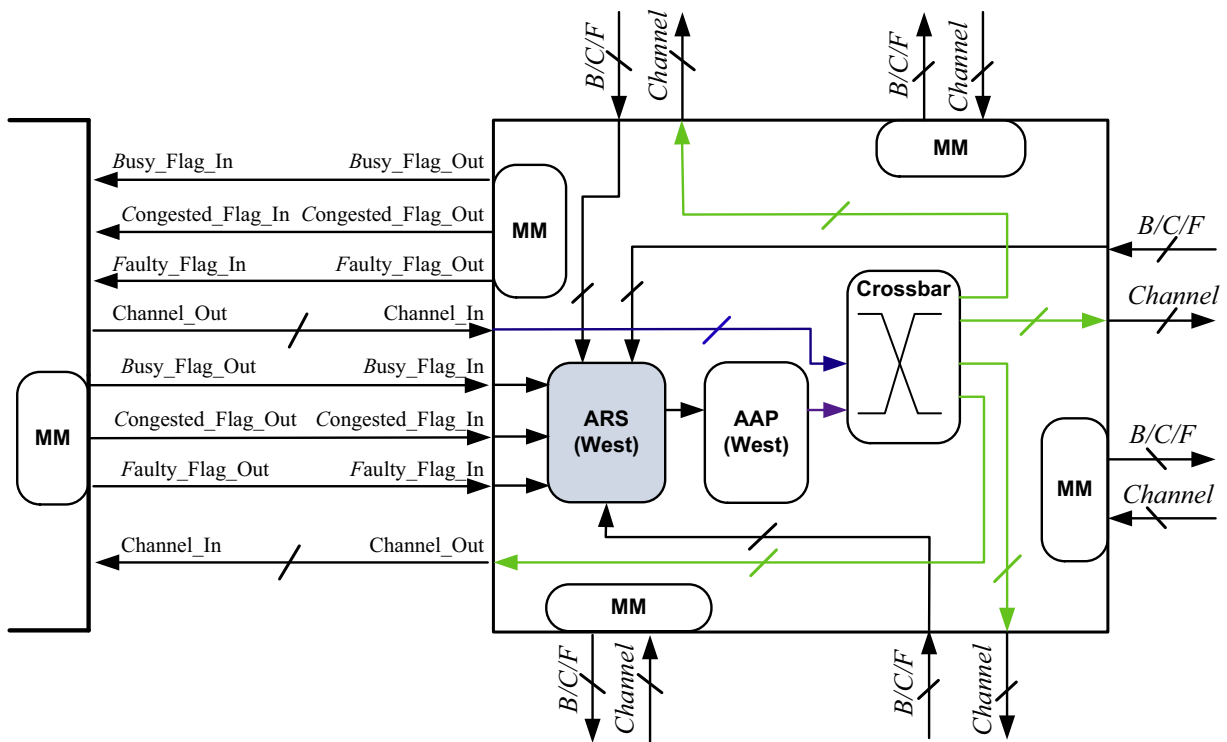 B/C/F
Channel
B/C/F
Channel
MM
Busy_Flag_In
Busy_Flag_Out
Congested_Flag_In
Congested_Flag_Out
MM
Faulty_Flag_In
Faulty_Flag_Out
B/C/F
Crossbar
Channel
Channel_Out
Channel_In
Busy_Flag_Out
Busy_Flag_In
MM
Congested_Flag_Out
Congested_Flag_In
ARS
(West)
AAP
(West)
B/C/F
Faulty_Flag_Out
Faulty_Flag_In
MM
Channel
Channel_In
Channel_Out
MM
B/C/F
Channel
B/C/F
Channel